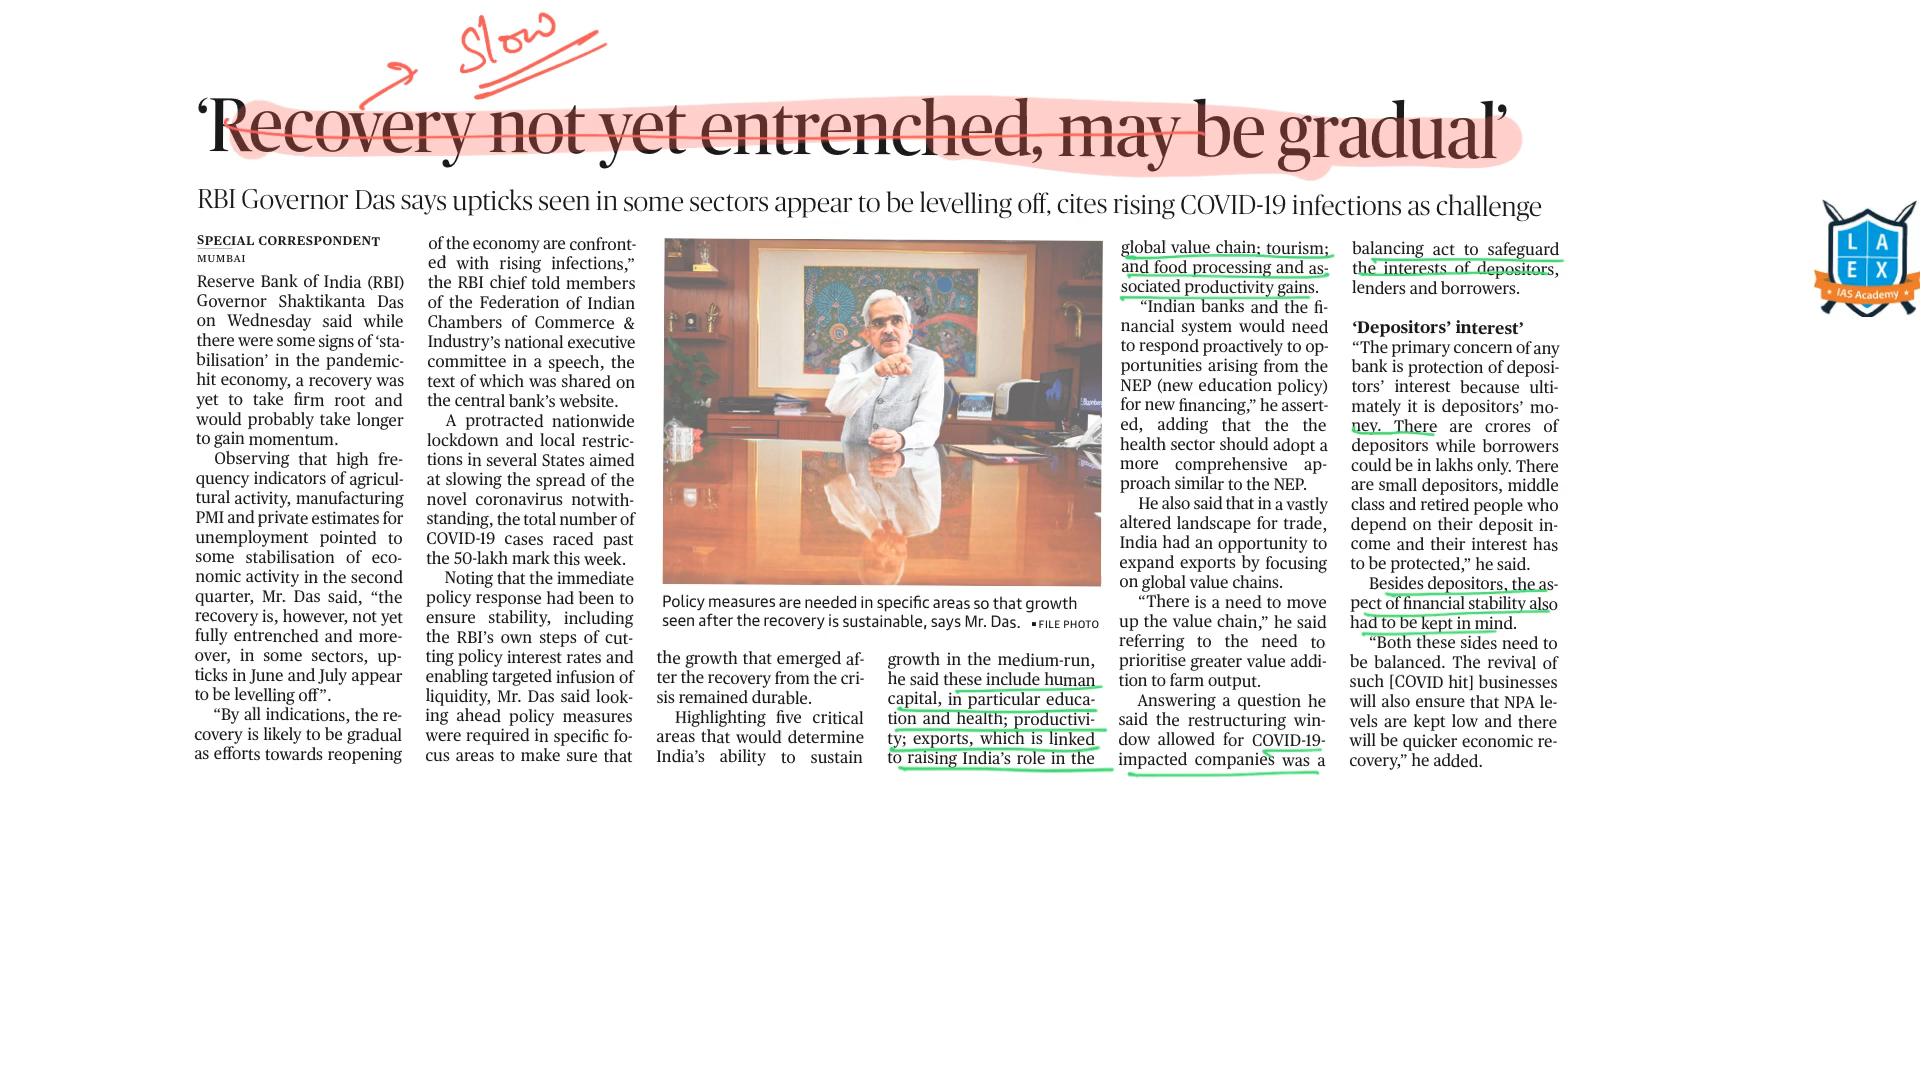 Slow
‘Recovery not yet entrenched, may be gradual’
RBI Governor Das says upticks seen in some sectors appear to be levelling off, cites rising COVID-19 infections as challenge
SPECIAL CORRESPONDENT
MUMBAI
Reserve Bank of India (RBI)
Governor Shaktikanta Das
on Wednesday said while
there were some signs of ‘sta-
bilisation’ in the pandemic-
hit economy, a recovery was
yet to take firm root and
would probably take longer
to gain momentum.
Observing that high fre-
quency indicators of agricul-
tural activity, manufacturing
PMI and private estimates for
unemployment pointed to
some stabilisation of eco-
nomic activity in the second
quarter, Mr. Das said, “the
recovery is, however, not yet
fully entrenched and more-
over, in some sectors, up-
ticks in June and July appear
to be levelling off”.
“By all indications, the re-
covery is likely to be gradual
as efforts towards reopening
of the economy are confront-
ed with rising infections,”
the RBI chief told members
of the Federation of Indian
Chambers of Commerce &
Industry’s national executive
committee in a speech, the
text of which was shared on
the central bank’s website.
A protracted nationwide
lockdown and local restric-
tions in several States aimed
at slowing the spread of the
novel coronavirus notwith-
standing, the total number of
COVID-19 cases raced past
the 50-lakh mark this week.
Noting that the immediate
policy response had been to
ensure stability, including
the RBI’s own steps of cut-
ting policy interest rates and
enabling targeted infusion of
liquidity, Mr. Das said look-
ing ahead policy measures
were required in specific fo-
cus areas to make sure that
Policy measures are needed in specific areas so that growth
seen after the recovery is sustainable, says Mr. Das. ▪FILE PHOTO
the growth that emerged af-
ter the recovery from the cri-
sis remained durable.
Highlighting five critical
areas that would determine
India’s ability to sustain
growth in the medium-run,
he said these include human
capital, in particular educa-
tion and health; productivi-
ty; exports, which is linked
to raising India’s role in the
global value chain; tourism;
and food processing and as-
sociated productivity gains.
“Indian banks and the fi-
nancial system would need
to respond proactively to op-
portunities arising from the
NEP (new education policy)
for new financing,” he assert-
ed, adding that the the
health sector should adopt a
more comprehensive ap-
proach similar to the NEP.
He also said that in a vastly
altered landscape for trade,
India had an opportunity to
expand exports by focusing
on global value chains.
“There is a need to move
up the value chain,” he said
referring to the need to
prioritise greater value addi-
tion to farm output.
Answering a question he
said the restructuring win-
dow allowed for COVID-19-
impacted companies was a
balancing act to safeguard
the interests of depositors,
lenders and borrowers.
‘Depositors’ interest’
“The primary concern of any
bank is protection of deposi-
tors’ interest because ulti-
mately it is depositors’ mo-
ney. There are crores of
depositors while borrowers
could be in lakhs only. There
are small depositors, middle
class and retired people who
depend on their deposit in-
come and their interest has
to be protected,” he said.
Besides depositors, the as-
pect of financial stability also
had to be kept in mind.
“Both these sides need to
be balanced. The revival of
such [COVID hit] businesses
will also ensure that NPA le-
vels are kept low and there
will be quicker economic re-
covery,” he added.
L A
E X
IAS Academy